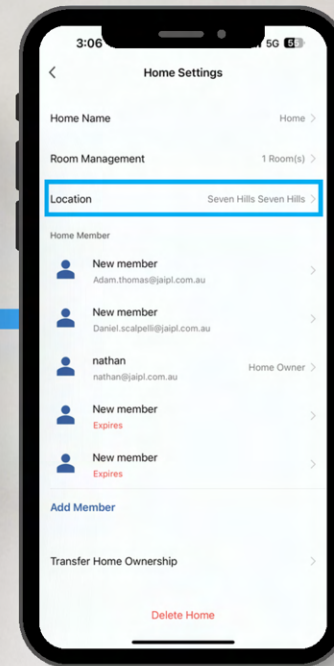 3:06
5G 55
Home Settings
Home Name Home
Room Management 1 Room(s)
Location Seven Hills Seven Hills
Home Member
New member
Adam.thomas@jaipl.com.au
New member
Daniel.scalpelli@jaipl.com.au
nathan
nathan@jaipl.com.au
Home Owner
New member
Expires
New member
Expires
Add Member
Transfer Home Ownership
Delete Home